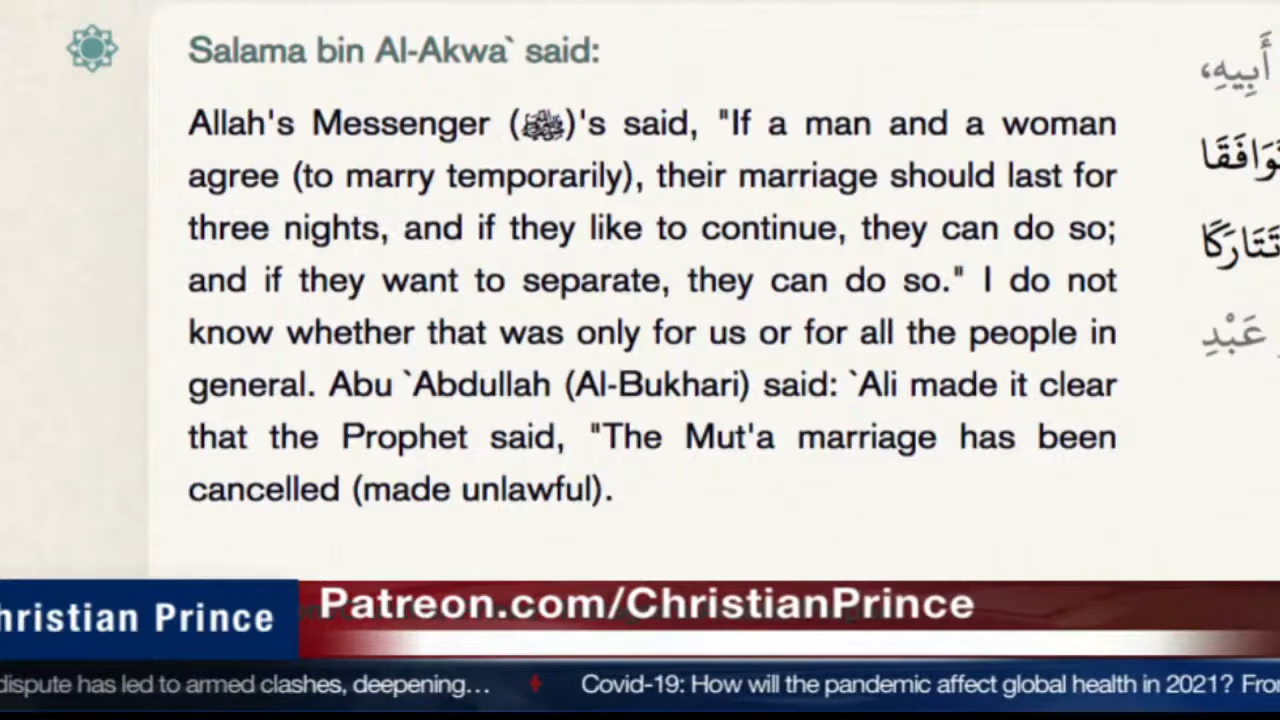 Salama bin Al-Akwa` said:
Allah's Messenger (ﷺ)'s said, "If a man and a woman
agree (to marry temporarily), their marriage should last for
three nights, and if they like to continue, they can do so;
and if they want to separate, they can do so." I do not
know whether that was only for us or for all the people in
general. Abu `Abdullah (Al-Bukhari) said: `Ali made it clear
that the Prophet said, "The Mut'a marriage has been
cancelled (made unlawful).
أَبِيهِ،
تَتَارَكَا
عَبْدِ
hristian Prince
Patreon.com/ChristianPrince
dispute has led to armed clashes, deepening...
Covid-19: How will the pandemic affect global health in 2021? Fro